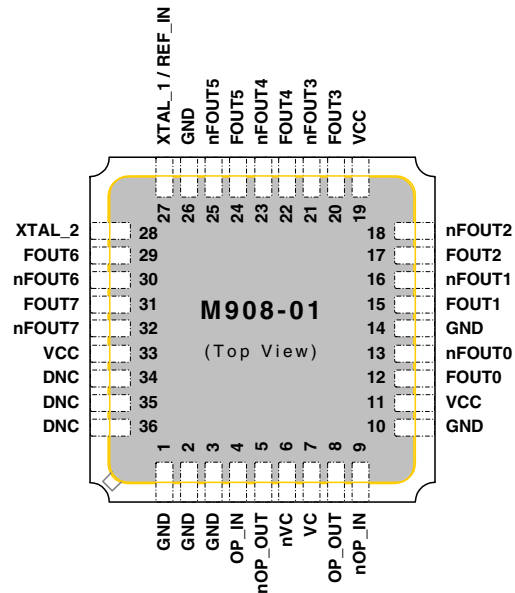 XTAL_1 / REF_IN
GND
nFOUT5
FOUT5
nFOUT4
FOUT4
nFOUT3
FOUT3
VCC
27
26
25
24
23
22
21
20
19
XTAL_2 28
FOUT6 29
nFOUT6 30
FOUT7 31
nFOUT7 32
VCC 33
DNC 34
DNC 35
DNC 36
M908-01
(Top View)
18 nFOUT2
17 FOUT2
16 nFOUT1
15 FOUT1
14 GND
13 nFOUT0
12 FOUT0
11 VCC
10 GND
1
2
3
4
5
6
7
8
9
GND
GND
GND
OP_IN
nOP_OUT
nVC
VC
OP_OUT
nOP_IN